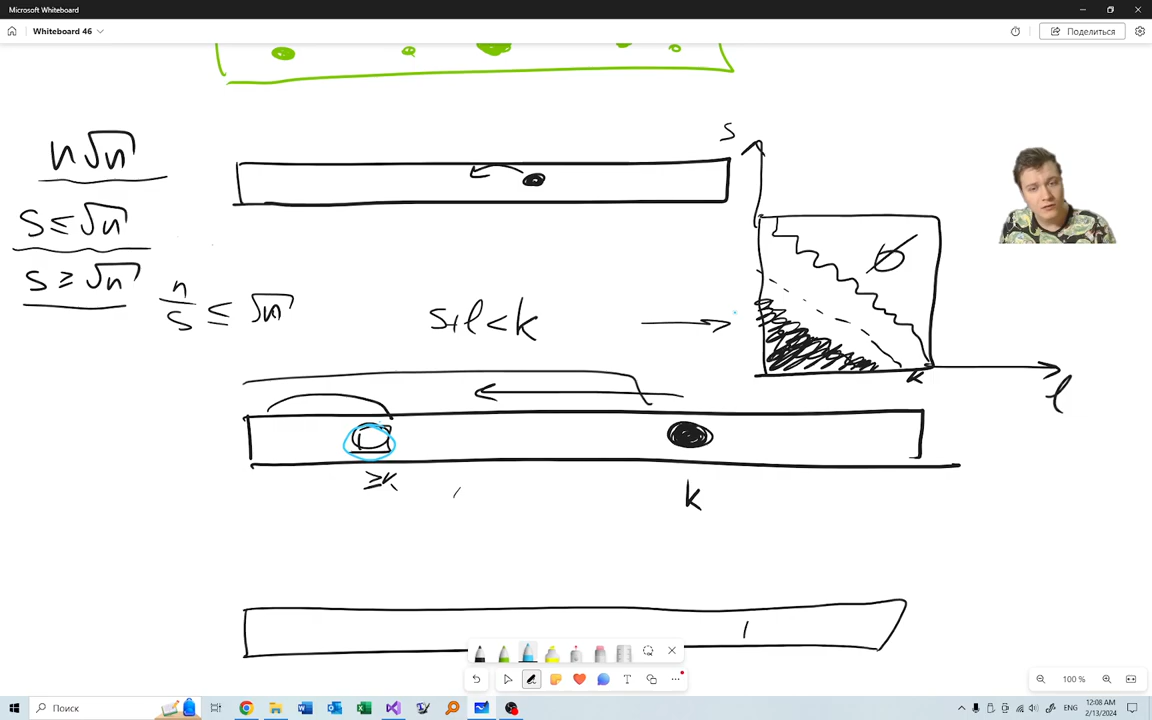 Microsoft Whiteboard
Whiteboard 46
Поделиться
n√n
S ≤ √n
S ≥ √n
n/S ≤ √n
S+l<k
S
k
l
≥k
k
100 %
Поиск
ENG
12:08 AM
2/13/2024